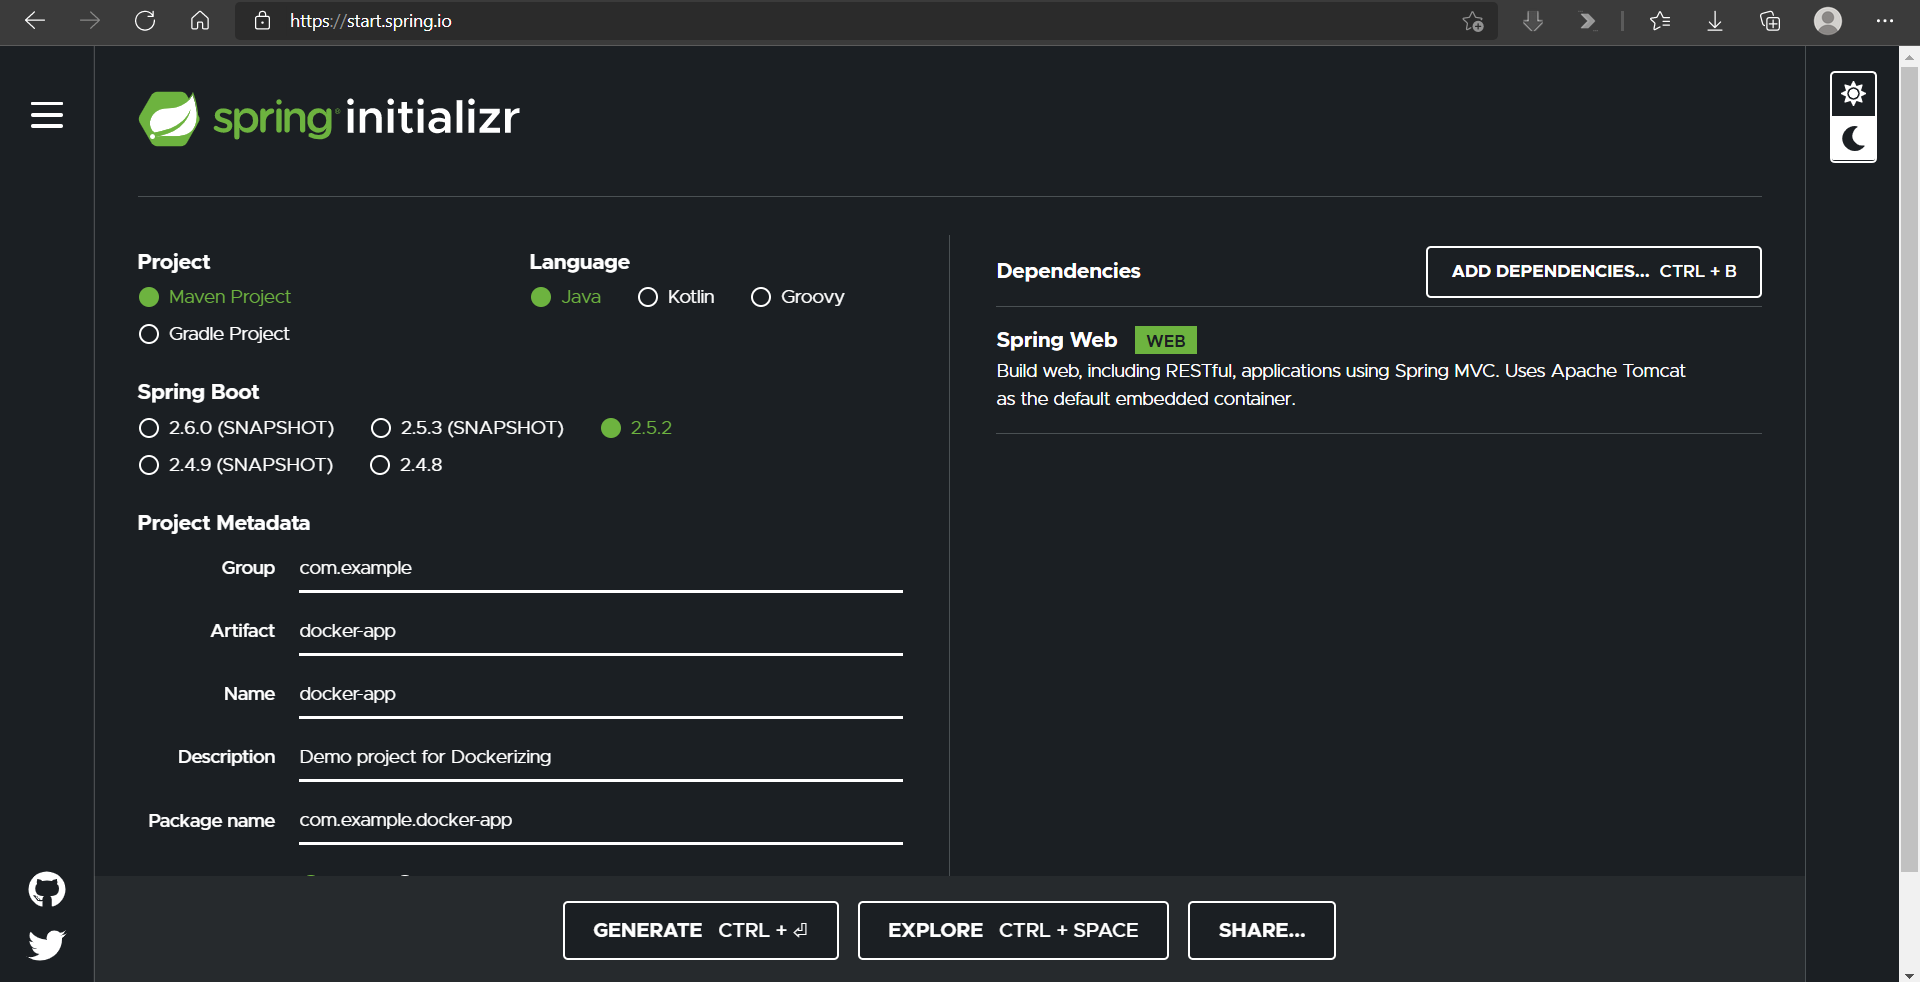 https://start.spring.io
spring initializr
Project
Maven Project
Gradle Project
Language
Java Kotlin Groovy
Spring Boot
2.6.0 (SNAPSHOT) 2.5.3 (SNAPSHOT) 2.5.2
2.4.9 (SNAPSHOT) 2.4.8
Project Metadata
Group com.example
Artifact docker-app
Name docker-app
Description Demo project for Dockerizing
Package name com.example.docker-app
Dependencies
ADD DEPENDENCIES... CTRL + B
Spring Web WEB
Build web, including RESTful, applications using Spring MVC. Uses Apache Tomcat
as the default embedded container.
GENERATE CTRL + ⏎
EXPLORE CTRL + SPACE
SHARE...